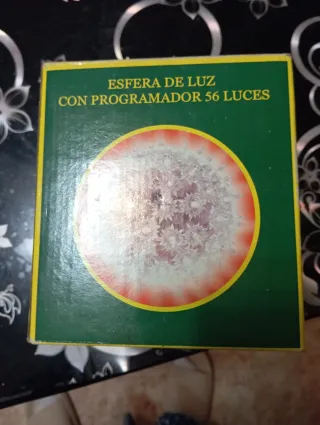 ESFERA DE LUZ
CON PROGRAMADOR 56 LUCES